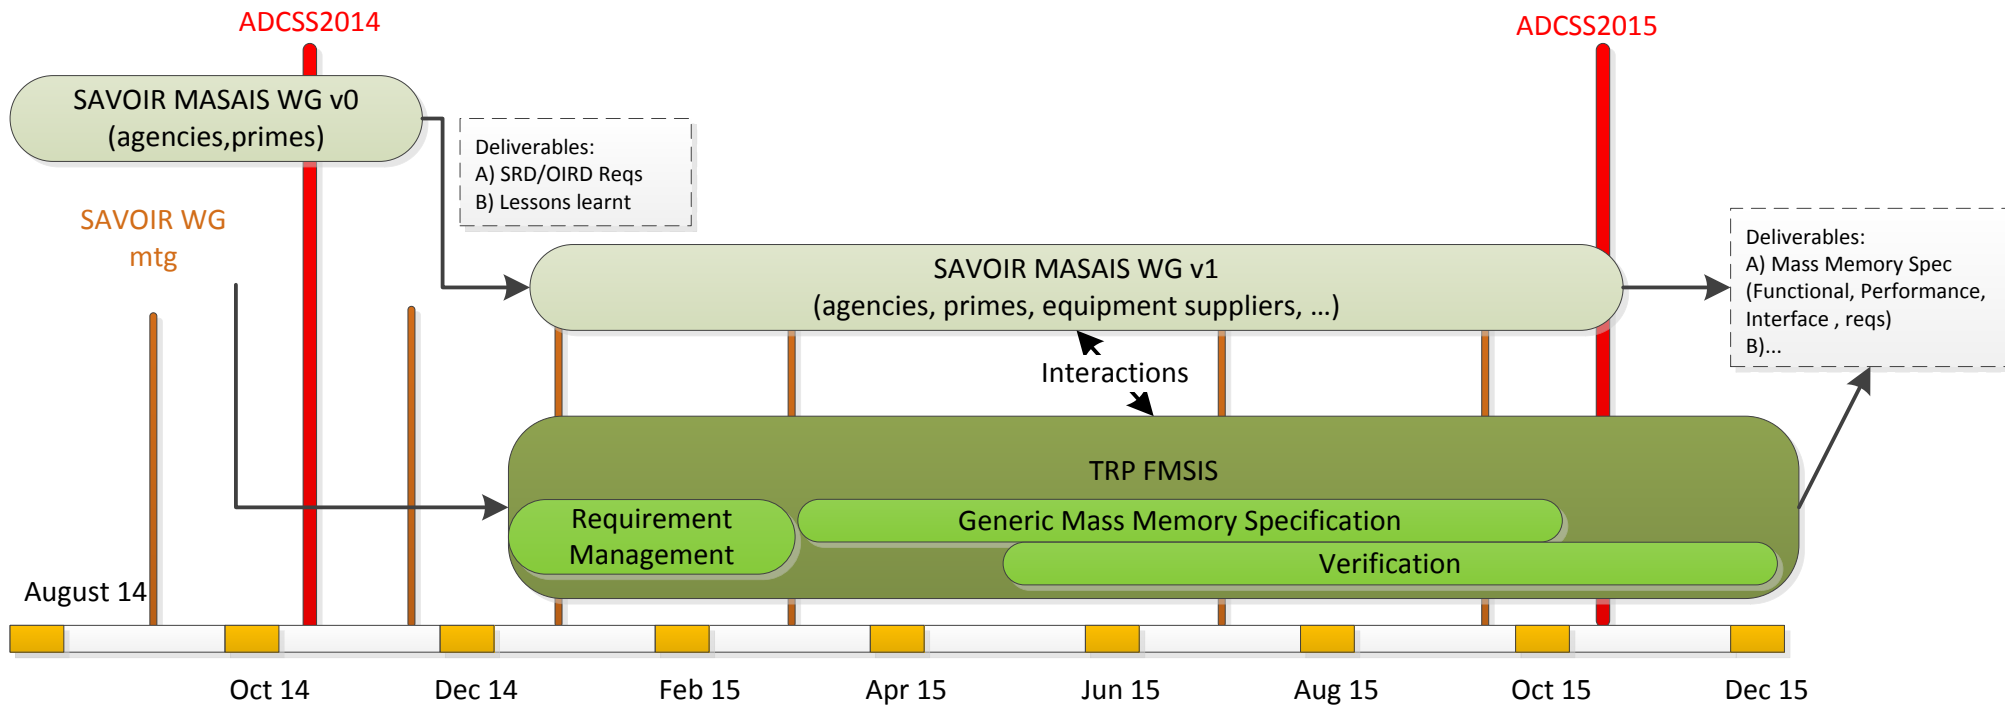 ADCSS2014
ADCSS2015
SAVOIR MASAIS WG v0
(agencies,primes)
Deliverables:
A) SRD/OIRD Reqs
B) Lessons learnt
SAVOIR WG
mtg
Deliverables:
A) Mass Memory Spec
(Functional, Performance,
Interface , reqs)
B)...
SAVOIR MASAIS WG v1
(agencies, primes, equipment suppliers, ...)
Interactions
TRP FMSIS
Requirement
Management
Generic Mass Memory Specification
Verification
August 14
Oct 14
Dec 14
Feb 15
Apr 15
Jun 15
Aug 15
Oct 15
Dec 15